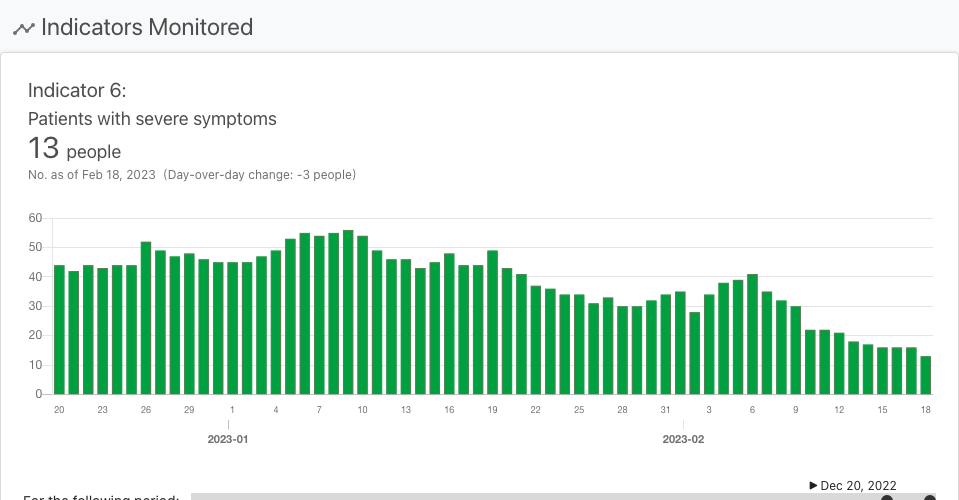 Indicators Monitored
Indicator 6:
Patients with severe symptoms
13 people
No. as of Feb 18, 2023 (Day-over-day change: -3 people)
60
50
40
30
20
10
0
20 23 26 29 1 4 7 10 13 16 19 22 25 28 31 3 6 9 12 15 18
2023-01 2023-02
▶ Dec 20, 2022
For the following period: